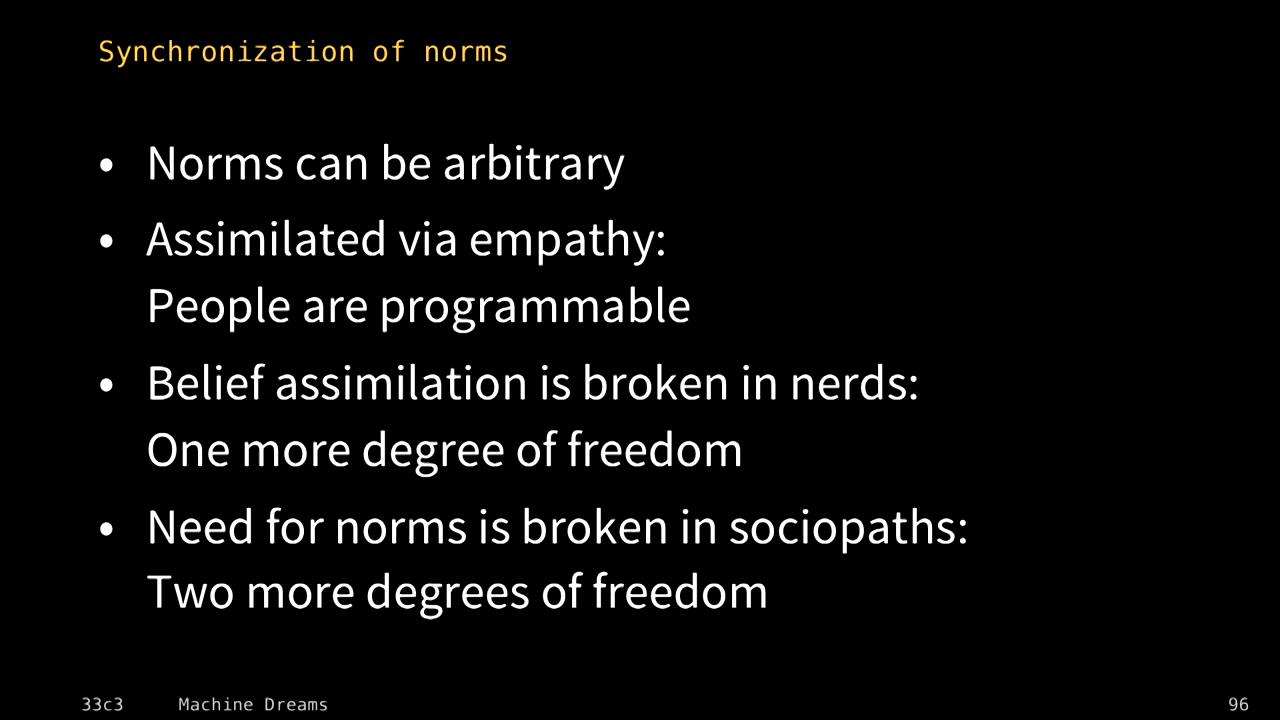 Synchronization of norms
• Norms can be arbitrary
• Assimilated via empathy:
People are programmable
• Belief assimilation is broken in nerds:
One more degree of freedom
• Need for norms is broken in sociopaths:
Two more degrees of freedom
33c3 Machine Dreams 96